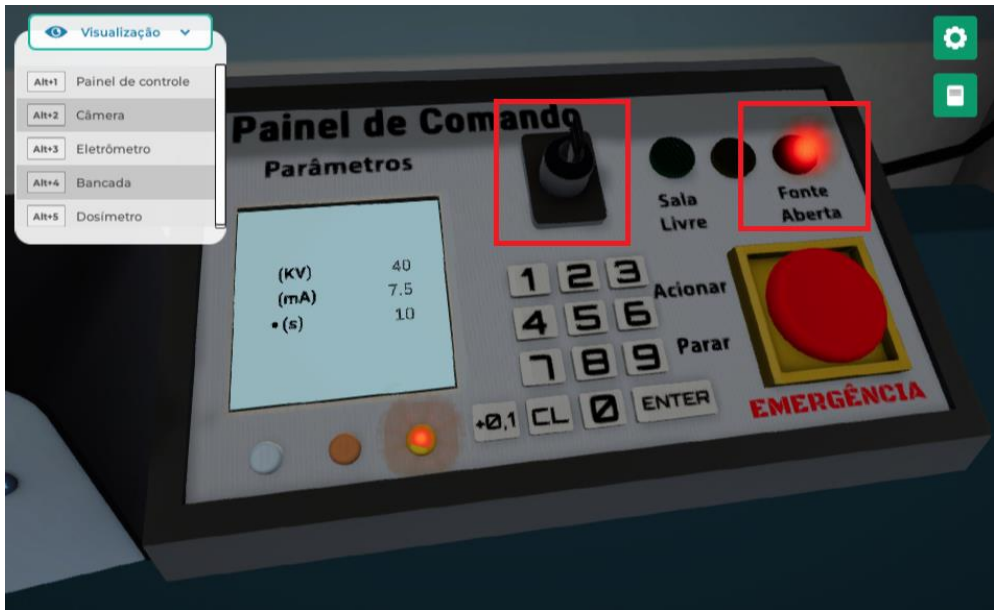 Visualização
Alt+1 Painel de controle
Alt+2 Câmera
Alt+3 Eletrômetro
Alt+4 Bancada
Alt+5 Dosímetro
Painel de Comando
Parâmetros
(KV) 40
(mA) 7.5
•(s) 10
Sala
Livre
Fonte
Aberta
1 2 3
Acionar
4 5 6
Parar
7 8 9
+0,1 CL 0 ENTER
EMERGÊNCIA